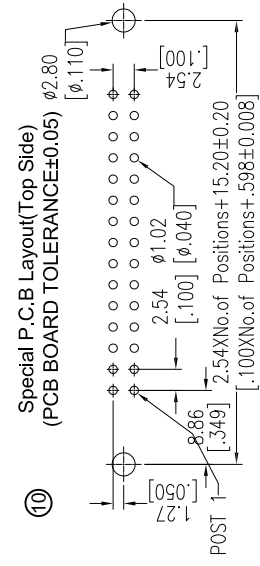 10
Special P.C.B Layout(Top Side)
(PCB BOARD TOLERANCE±0.05)
ø2.80
[ø.110]
2.54
[.100]
ø1.02
[ø.040]
2.54
[.100]
1.27
[.050]
8.86
[.349]
POST 1
2.54XNo.of Positions+15.20±0.20
[.100XNo.of Positions+.598±0.008]